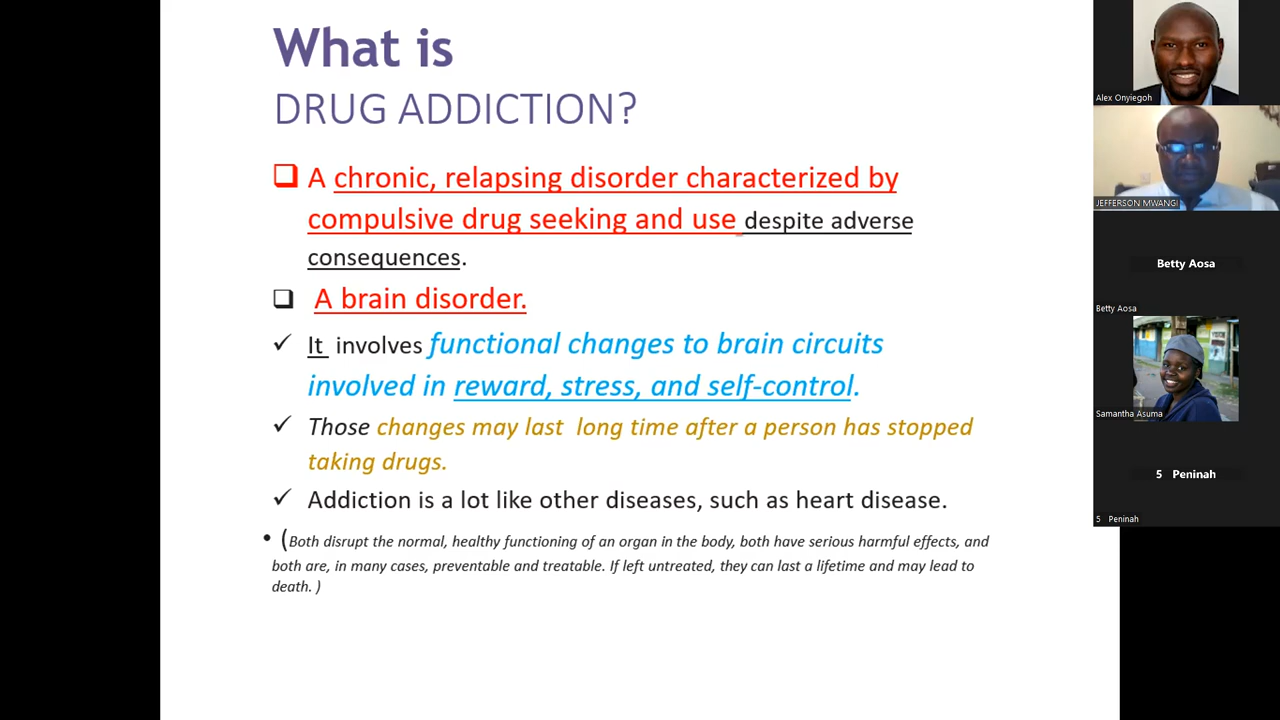 What is
DRUG ADDICTION?
A chronic, relapsing disorder characterized by
compulsive drug seeking and use despite adverse
consequences.
A brain disorder.
It involves functional changes to brain circuits
involved in reward, stress, and self-control.
Those changes may last long time after a person has stopped
taking drugs.
Addiction is a lot like other diseases, such as heart disease.
(Both disrupt the normal, healthy functioning of an organ in the body, both have serious harmful effects, and
both are, in many cases, preventable and treatable. If left untreated, they can last a lifetime and may lead to
death. )
Alex Onyiegoh
JEFFERSON MWANGI
Betty Aosa
Betty Aosa
Samantha Asuma
5 Peninah
5 Peninah